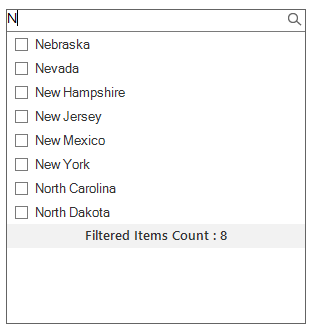 N
Nebraska
Nevada
New Hampshire
New Jersey
New Mexico
New York
North Carolina
North Dakota
Filtered Items Count : 8